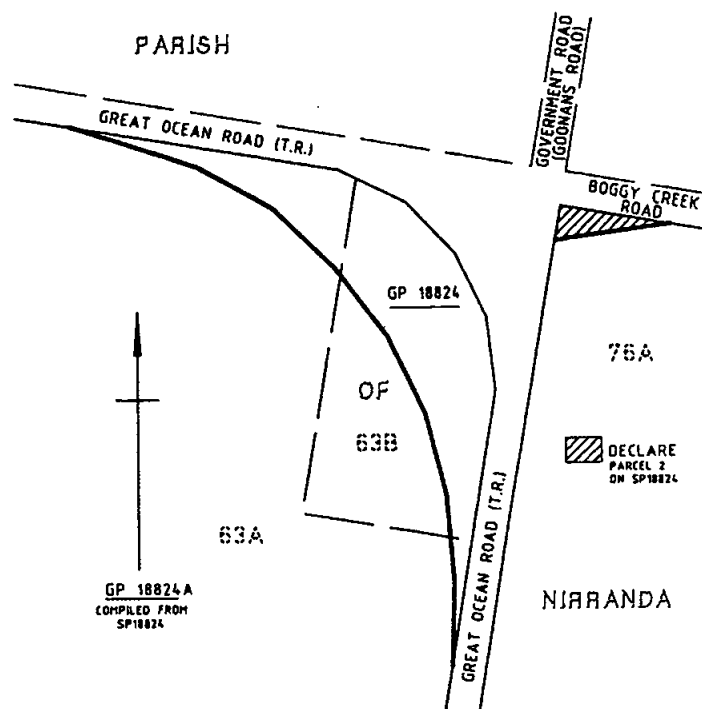 PARISH
GREAT OCEAN ROAD (T.R.)
GOVERNMENT ROAD
(GOONANS ROAD)
BOGGY CREEK
ROAD
GP 18824
76A
OF
63B
DECLARE
PARCEL 2
ON SP18824
63A
GREAT OCEAN ROAD (T.R.)
GP 18824A
COMPILED FROM
SP18824
NIRRANDA